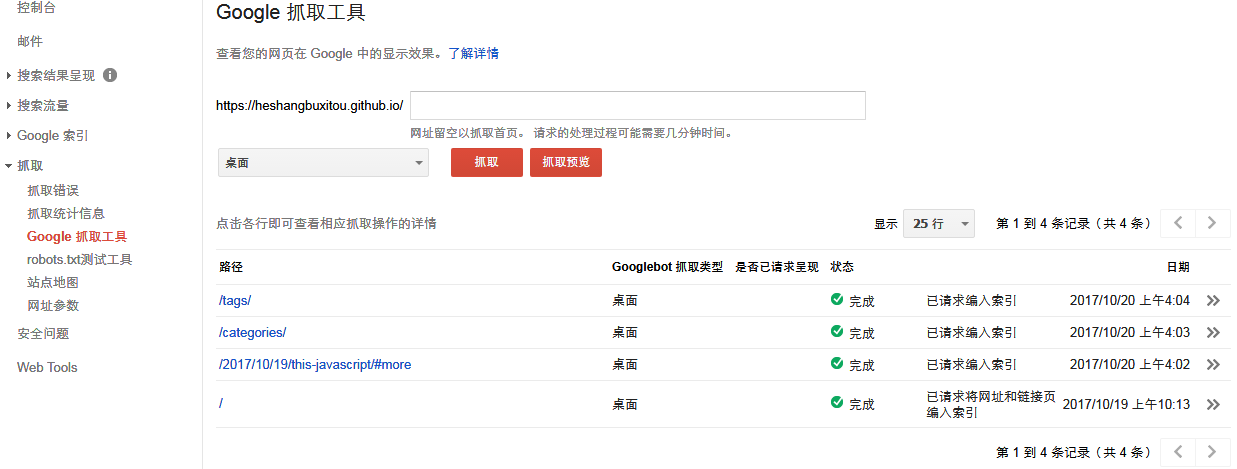 控制台
邮件
搜索结果呈现
搜索流量
Google 索引
抓取
抓取错误
抓取统计信息
Google 抓取工具
robots.txt测试工具
站点地图
网址参数
安全问题
Web Tools
Google 抓取工具
查看您的网页在 Google 中的显示效果。了解详情
https://heshangbuxitou.github.io/
网址留空以抓取首页。 请求的处理过程可能需要几分钟时间。
桌面 抓取 抓取预览
点击各行即可查看相应抓取操作的详情 显示 25 行 第 1 到 4 条记录（共 4 条）
路径 Googlebot 抓取类型 是否已请求呈现 状态 日期
/tags/ 桌面 完成 已请求编入索引 2017/10/20 上午4:04
/categories/ 桌面 完成 已请求编入索引 2017/10/20 上午4:03
/2017/10/19/this-javascript/#more 桌面 完成 已请求编入索引 2017/10/20 上午4:02
/ 桌面 完成 已请求将网址和链接页 2017/10/19 上午10:13
编入索引
第 1 到 4 条记录（共 4 条）